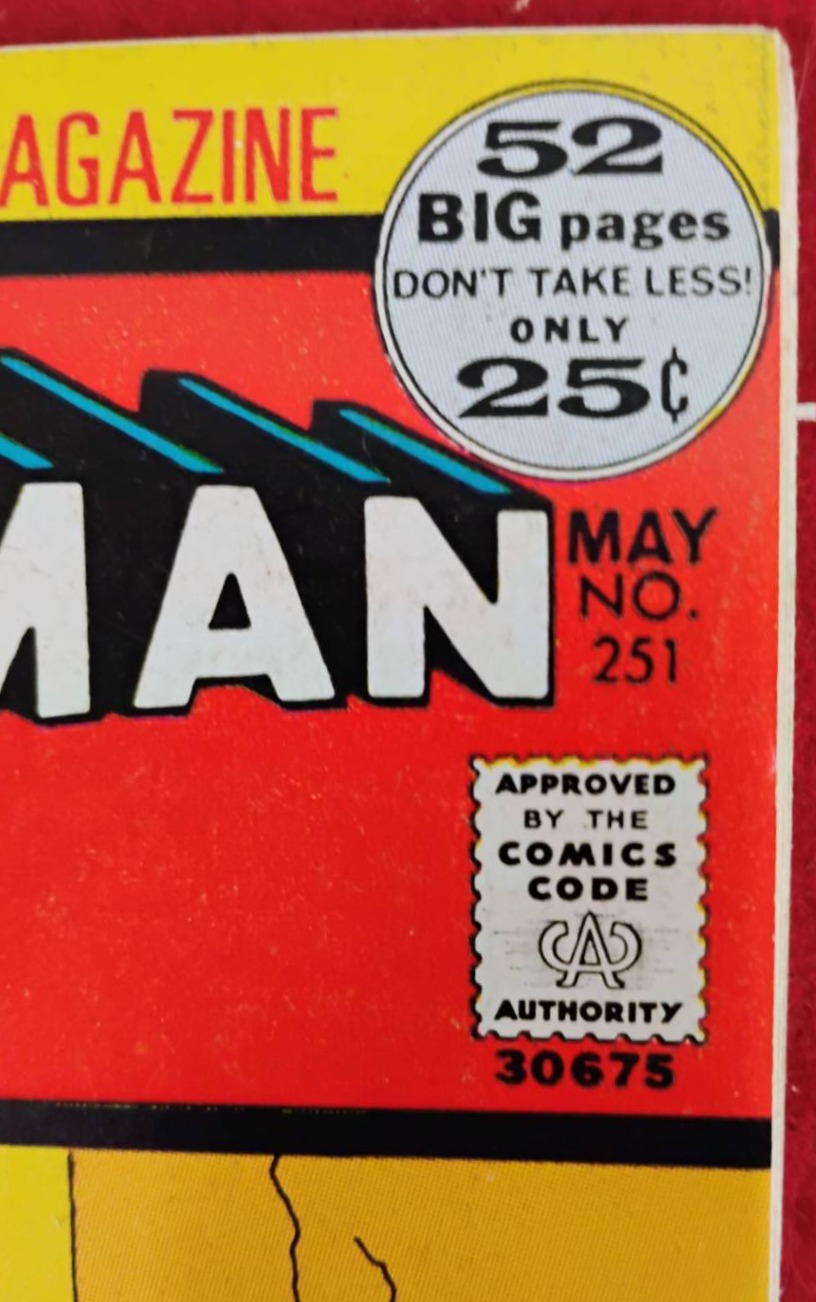 AGAZINE
52
BIG pages
DON'T TAKE LESS!
ONLY
25¢
MAN
MAY
NO.
251
APPROVED
BY THE
COMICS
CODE
CA
AUTHORITY
30675